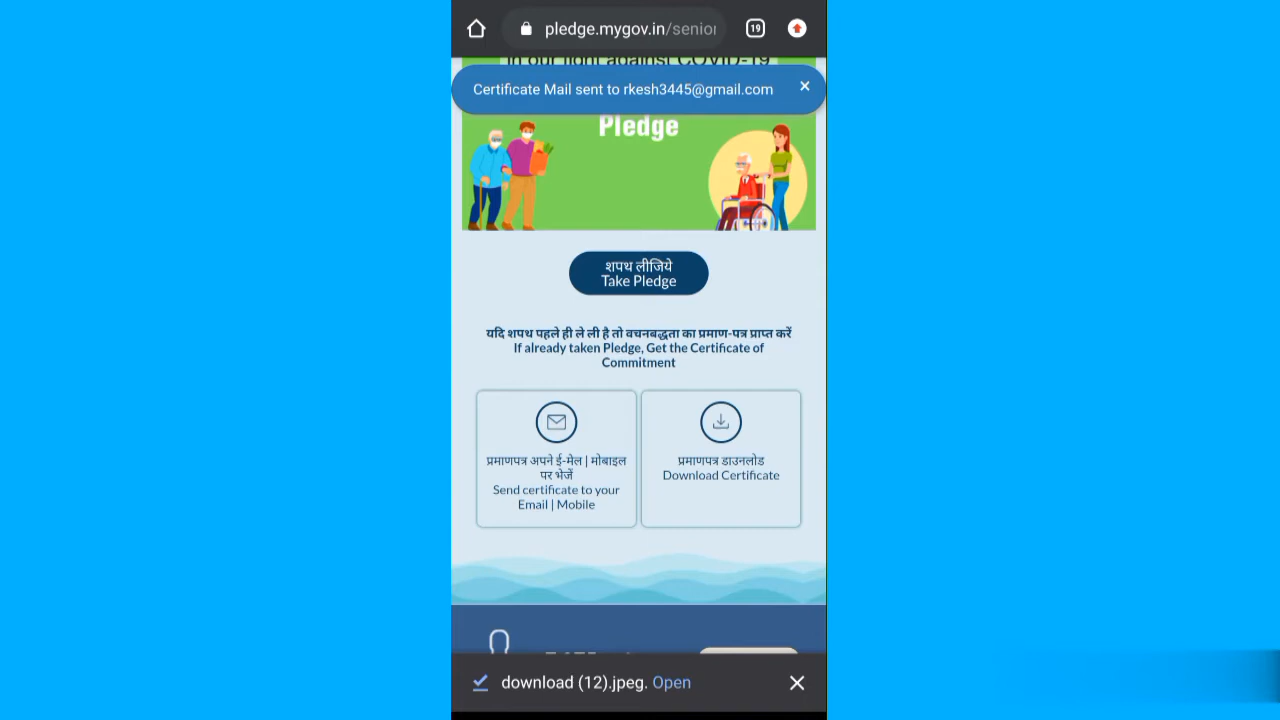 pledge.mygov.in/senior
19
in our fight against COVID-19
Certificate Mail sent to rkesh3445@gmail.com
Pledge
शपथ लीजिये
Take Pledge
यदि शपथ पहले ही ले ली है तो वचनबद्धता का प्रमाण-पत्र प्राप्त करें
If already taken Pledge, Get the Certificate of
Commitment
प्रमाणपत्र अपने ई-मेल | मोबाइल
पर भेजें
Send certificate to your
Email | Mobile
प्रमाणपत्र डाउनलोड
Download Certificate
download (12).jpeg. Open